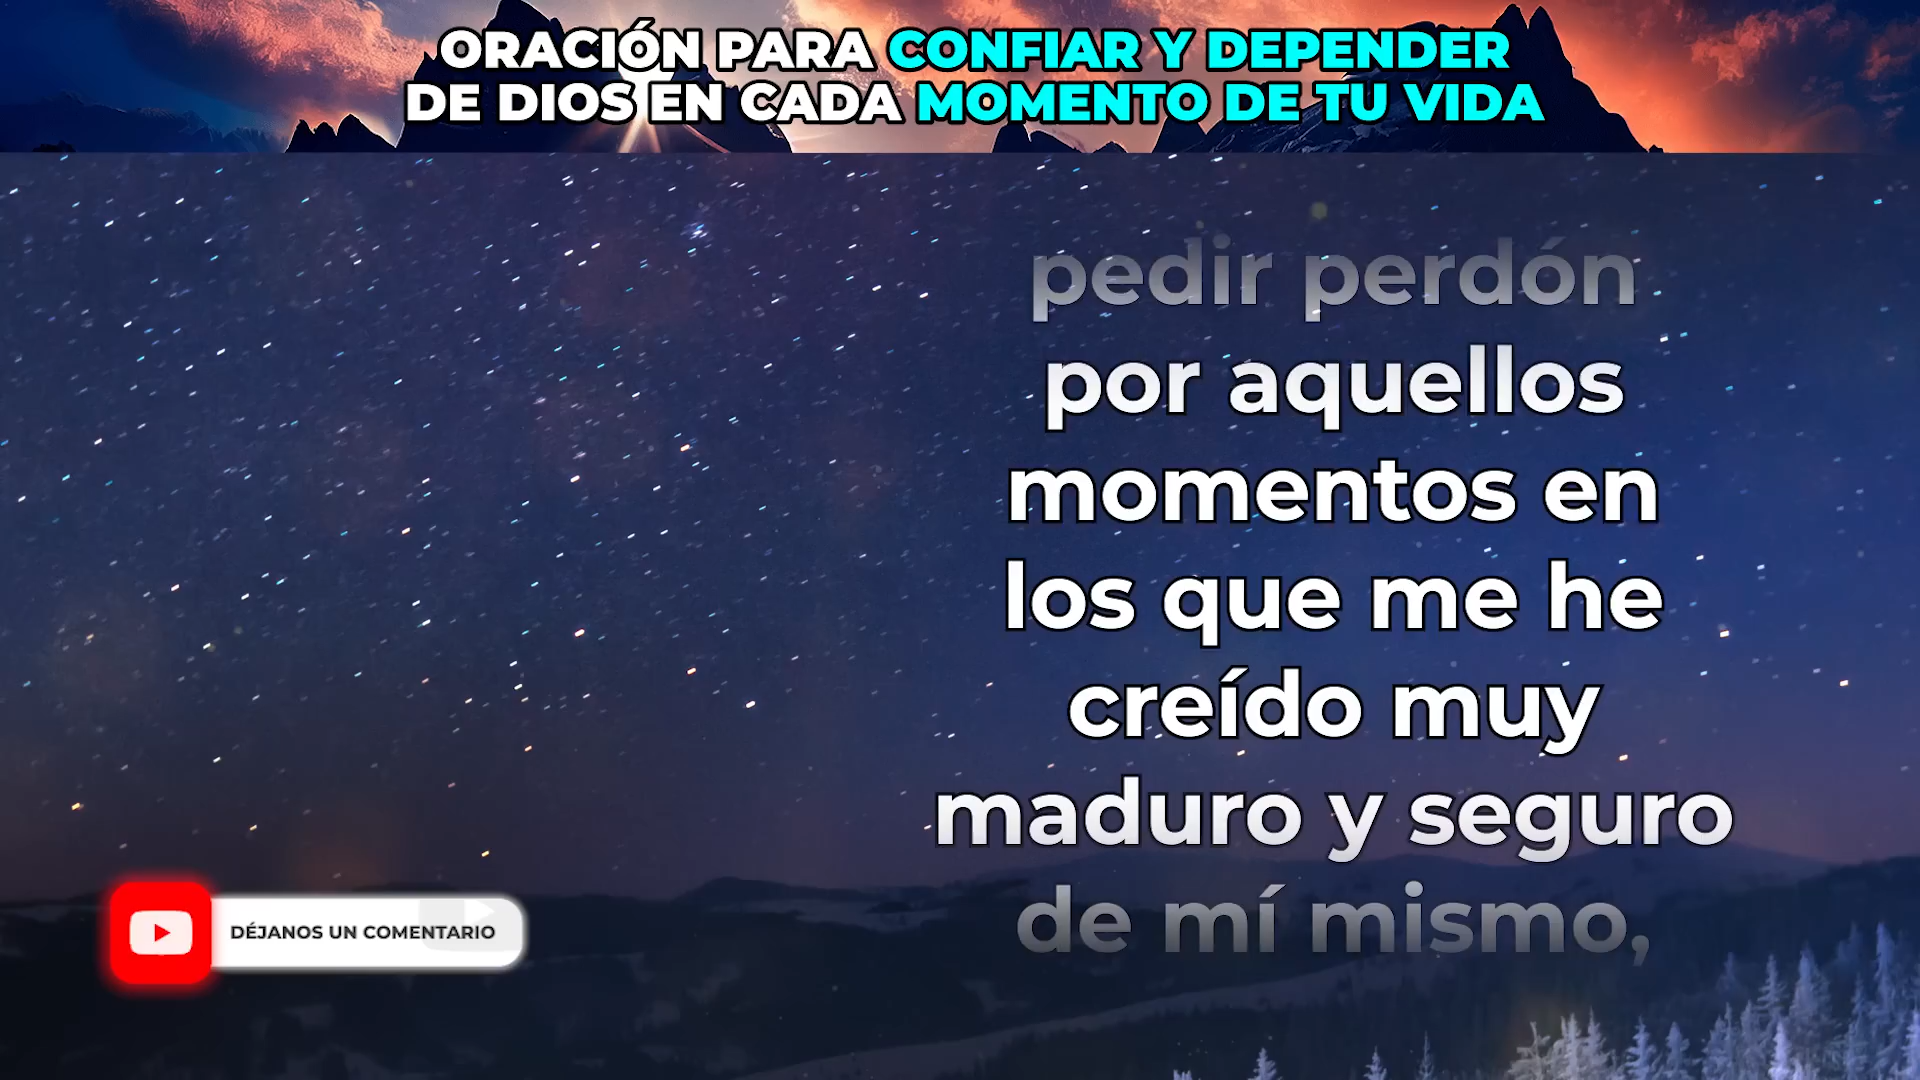 ORACIÓN PARA CONFIAR Y DEPENDER
DE DIOS EN CADA MOMENTO DE TU VIDA
pedir perdón
por aquellos
momentos en
los que me he
creído muy
maduro y seguro
de mí mismo,
DÉJANOS UN COMENTARIO